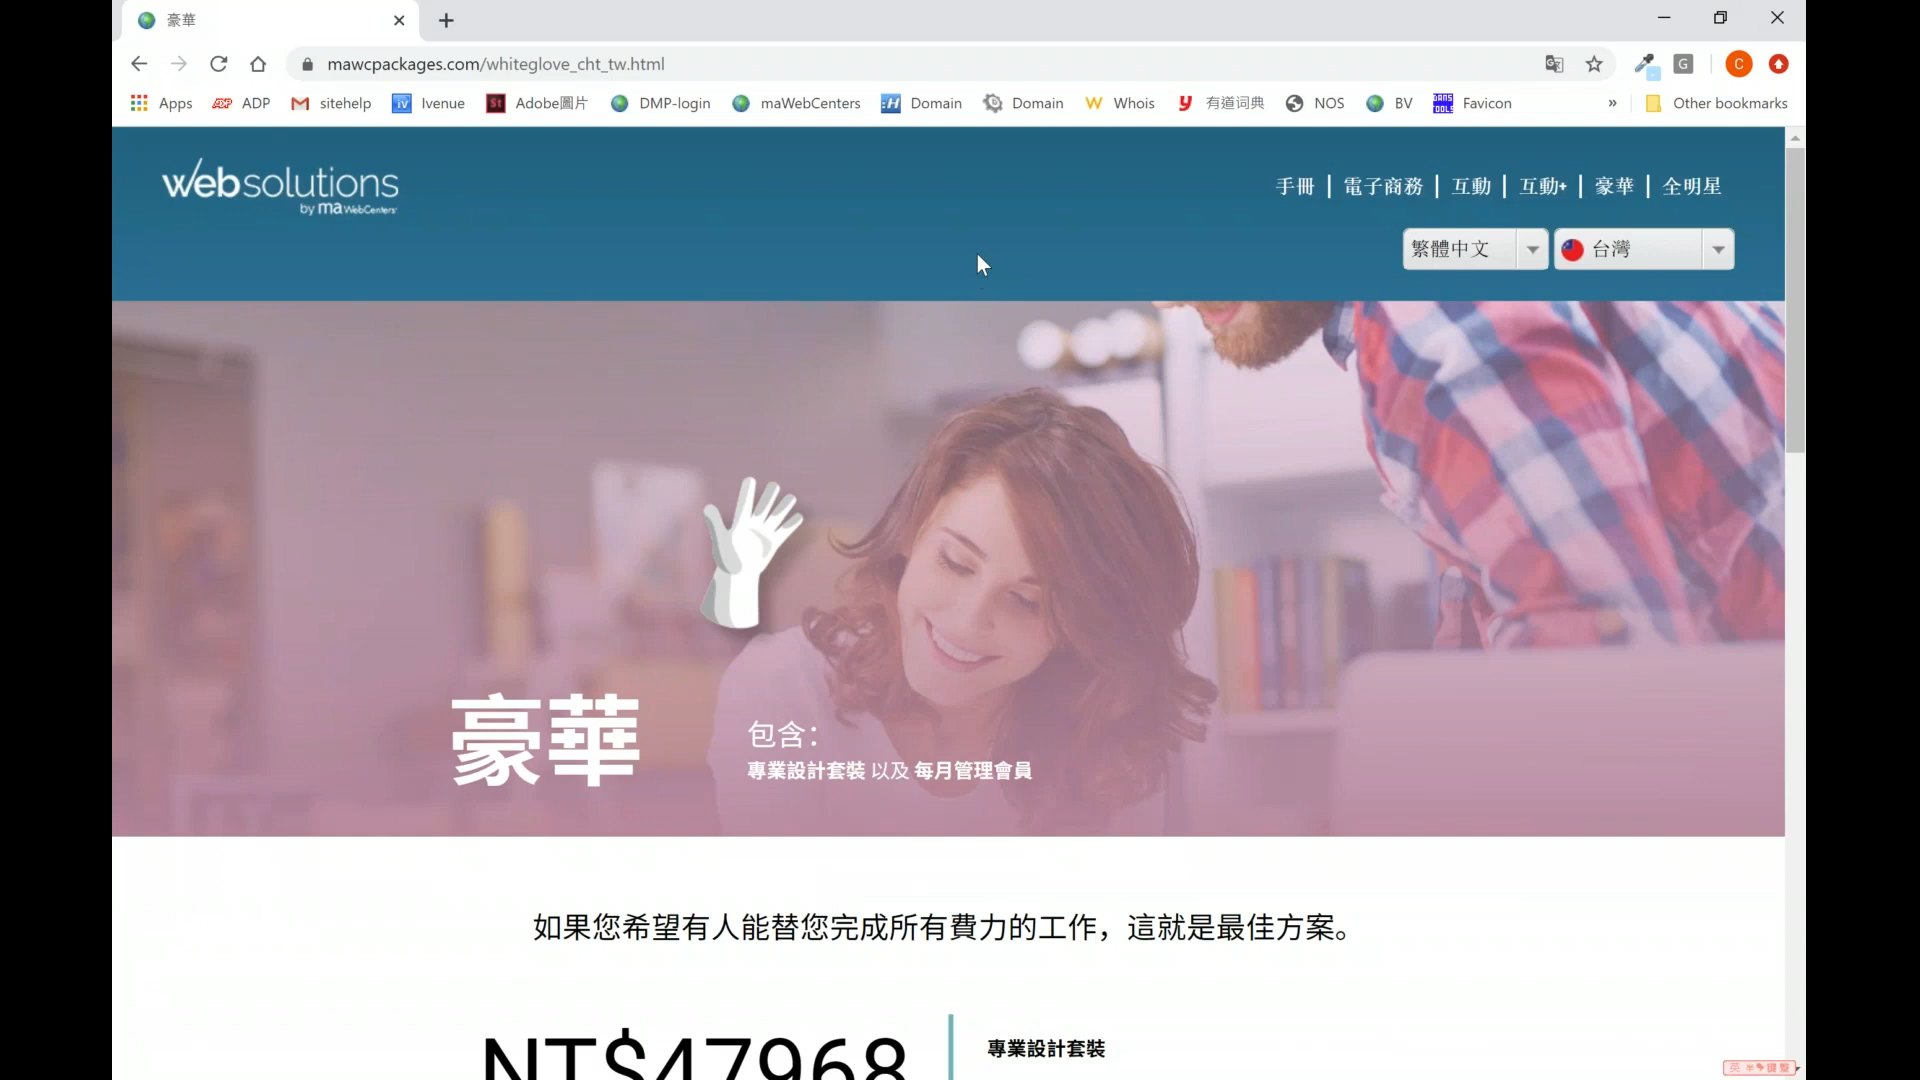 豪華
mawcpackages.com/whiteglove_cht_tw.html
C
Apps ADP ADP sitehelp iV Ivenue St Adobe圖片 DMP-login maWebCenters :H Domain Domain W Whois y 有道词典 NOS BV Favicon » Other bookmarks
websolutions
by ma WebCenters
手冊 | 電子商務 | 互動 | 互動+ | 豪華 | 全明星
繁體中文 台灣
豪華
包含：
專業設計套裝 以及 每月管理會員
如果您希望有人能替您完成所有費力的工作，這就是最佳方案。
NT$47968
專業設計套裝